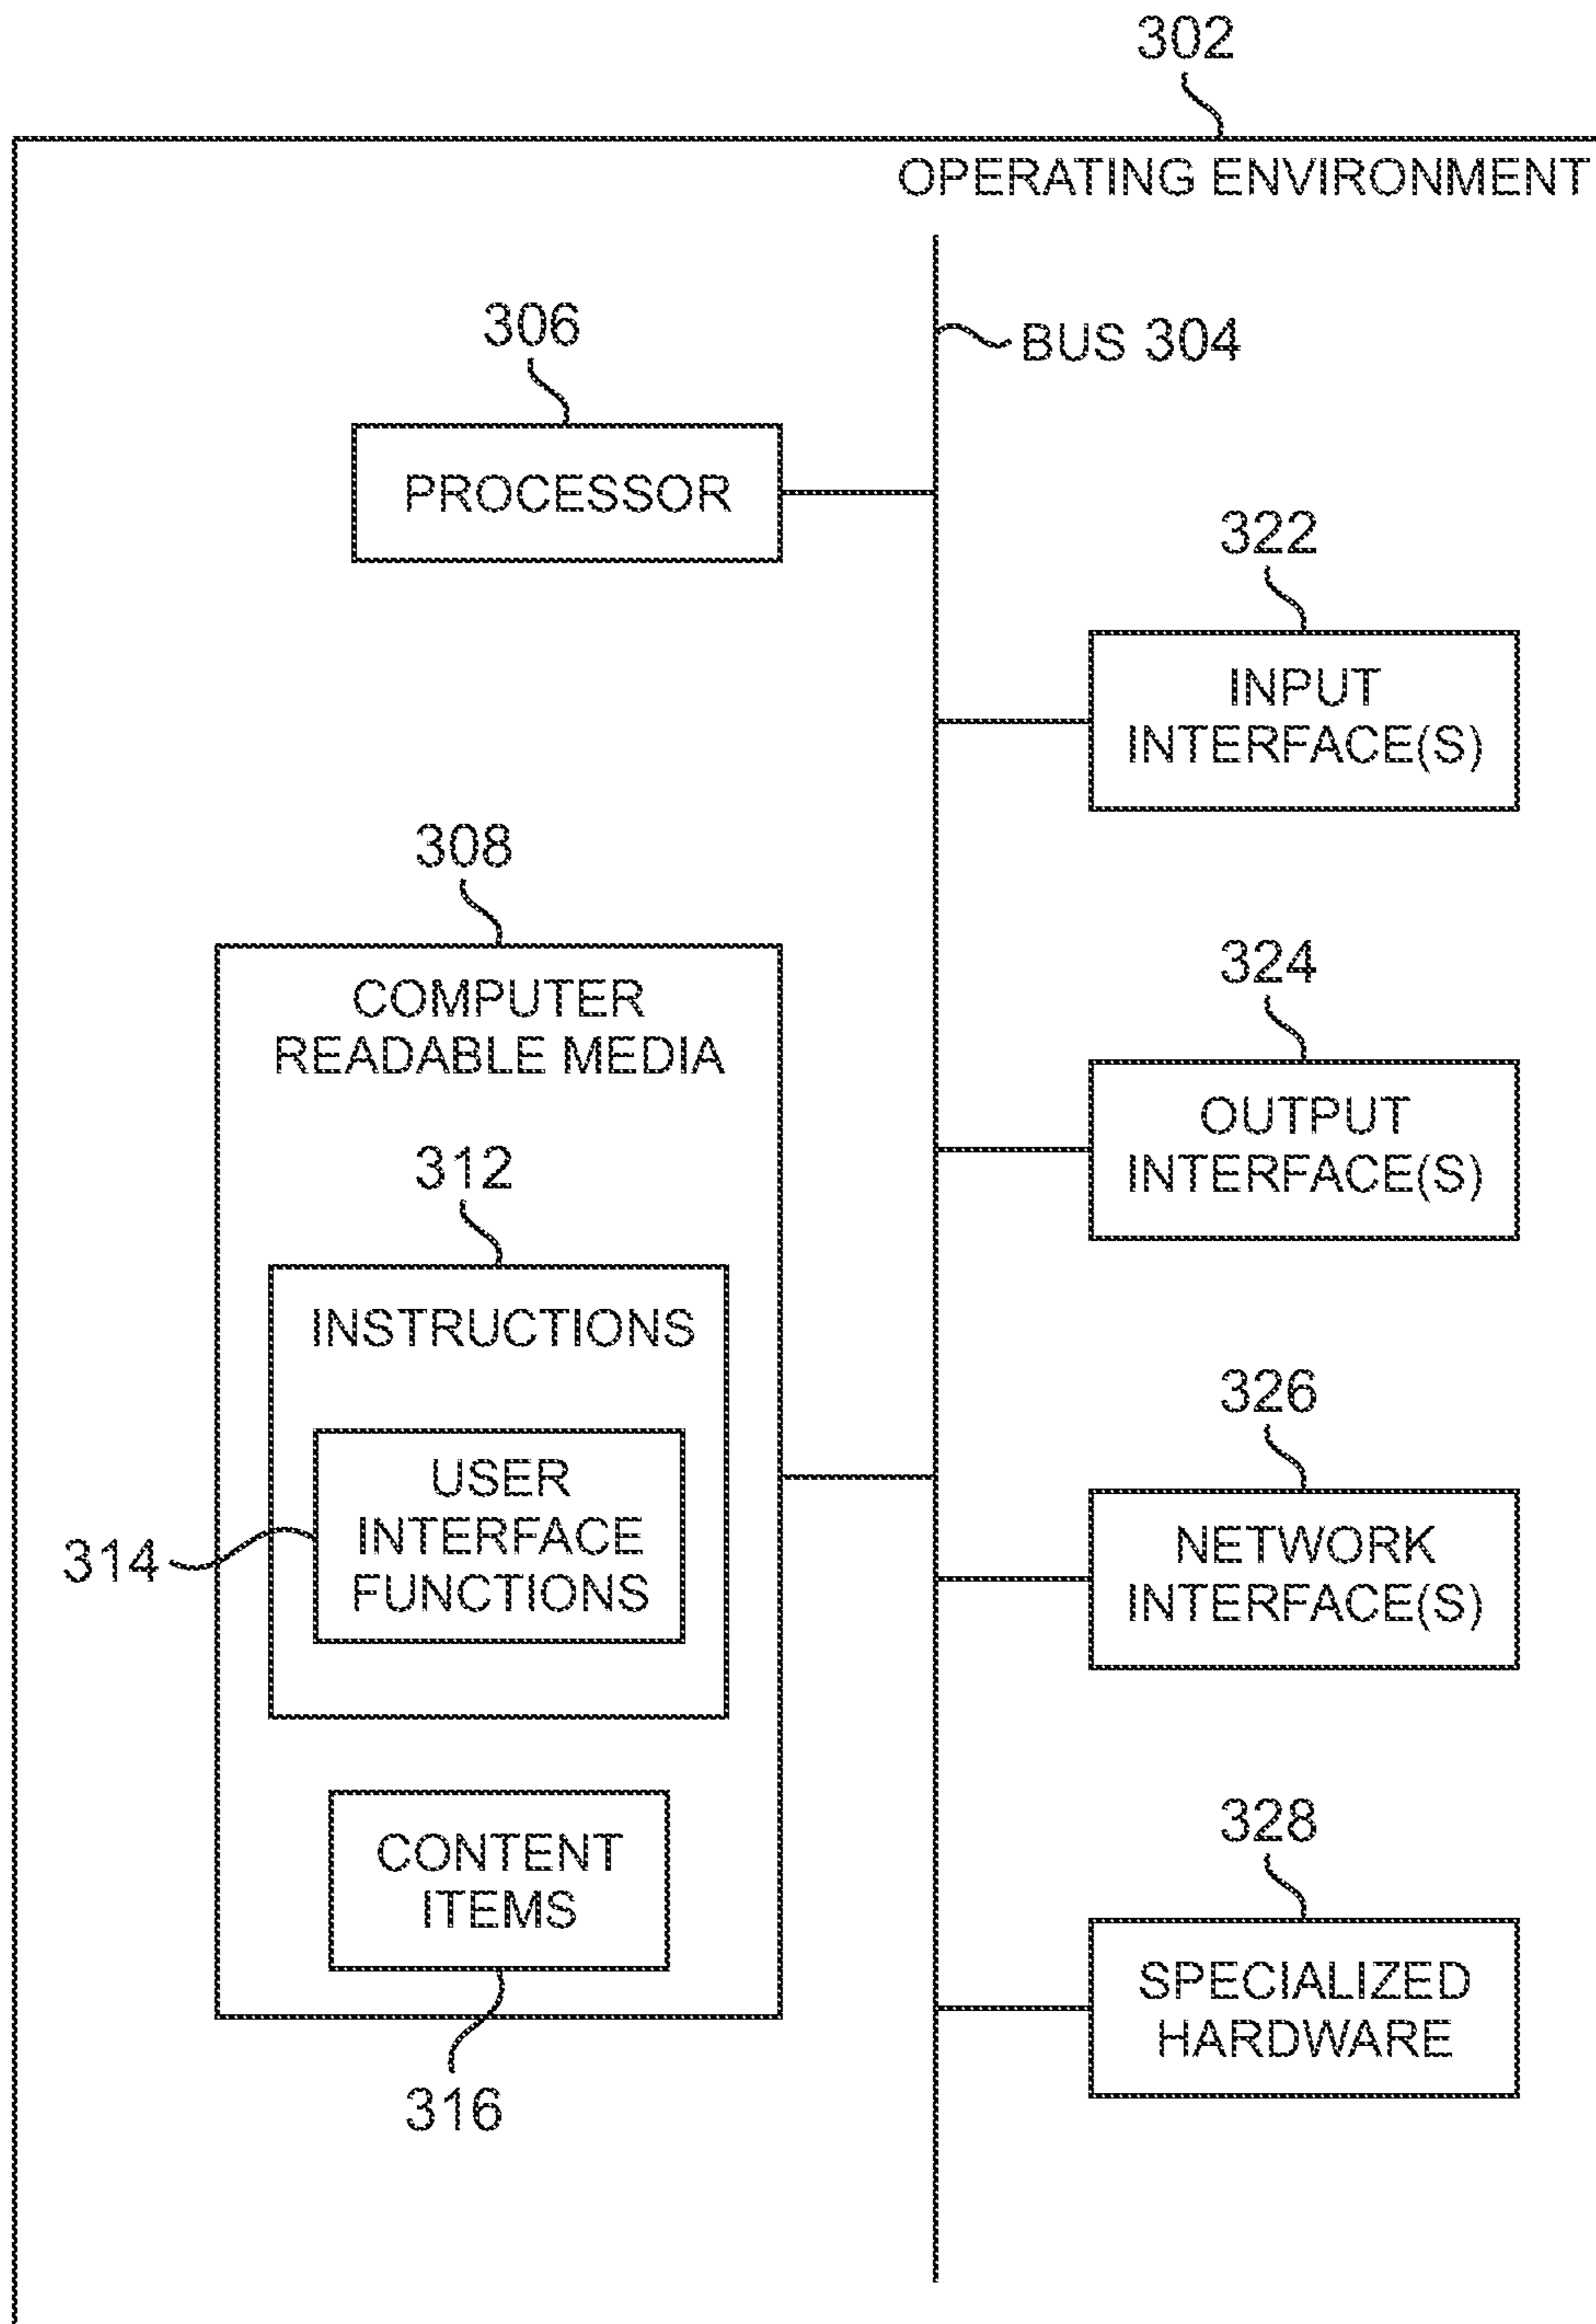 302
OPERATING ENVIRONMENT
306
BUS 304
PROCESSOR
322
INPUT
INTERFACE(S)
308
COMPUTER
READABLE MEDIA
324
OUTPUT
INTERFACE(S)
312
INSTRUCTIONS
326
USER
INTERFACE
FUNCTIONS
314
NETWORK
INTERFACE(S)
328
CONTENT
ITEMS
SPECIALIZED
HARDWARE
316